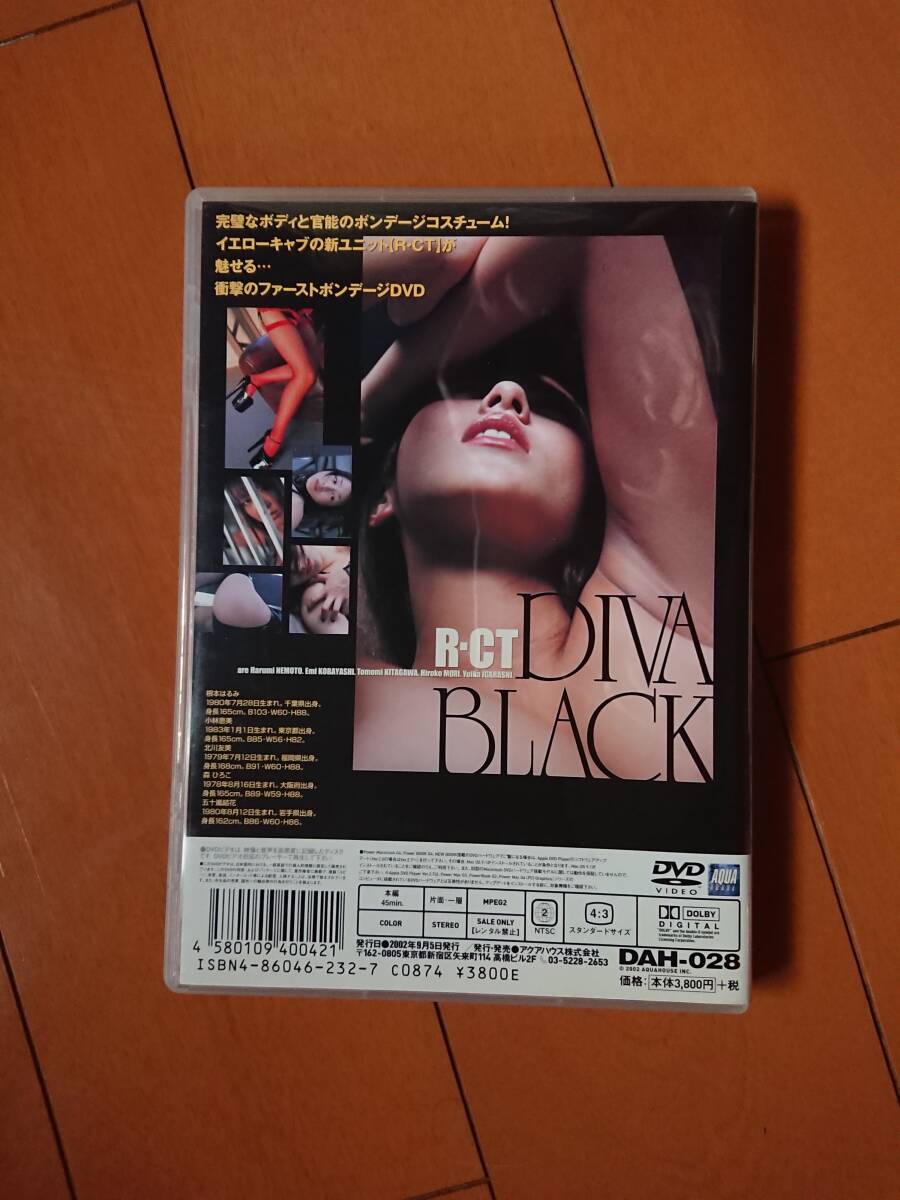 完璧なボディと官能のボンデージコスチューム!
イエローキャブの新ユニット[R・CT]が
魅せる…
衝撃のファーストボンデージDVD
R・CT
DIVA
BLACK
are Harumi NEMOTO. Emi KOBAYASHI. Tomomi KITAGAWA. Hiroko MORI. Yuika IGARASHI.
根本はるみ
1980年7月28日生まれ。千葉県出身。
身長165cm。B103・W60・H88。
小林恵美
1983年1月1日生まれ。東京都出身。
身長165cm。B85・W56・H82。
北川友美
1979年7月12日生まれ。福岡県出身。
身長168cm。B91・W60・H88。
森 ひろこ
1978年8月16日生まれ。大阪府出身。
身長165cm。B89・W59・H88。
五十嵐結花
1980年8月12日生まれ。岩手県出身。
身長162cm。B86・W60・H86。
本編
45min.
片面・一層
MPEG2
COLOR
STEREO
SALE ONLY
[レンタル禁止]
2
NTSC
4:3
スタンダードサイズ
DVD
VIDEO
AQUA
HOUSE
DOLBY
DIGITAL
4 580109 400421
発行日●2002年9月5日発行/発行・発売●アクアハウス株式会社
〒162-0805東京都新宿区矢来町114 高橋ビル2F 03-5228-2653
DAH-028
© 2002 AQUAHOUSE INC.
ISBN4-86046-232-7 C0874 ¥3800E
価格:本体3,800円+税